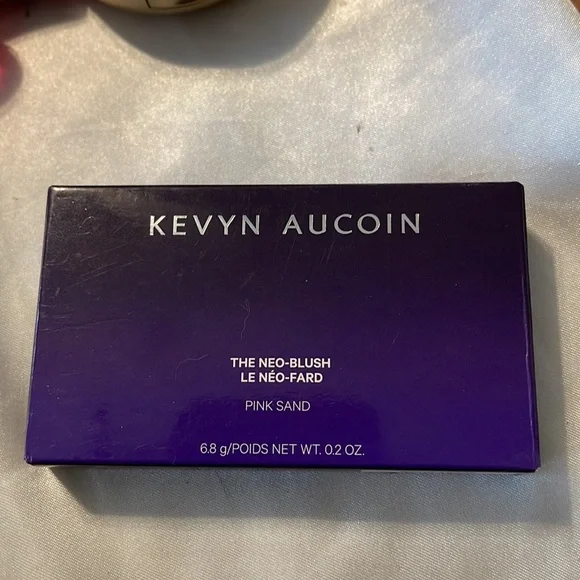 KEVYN AUCOIN
THE NEO-BLUSH
LE NÉO-FARD
PINK SAND
6.8 g/POIDS NET WT. 0.2 OZ.